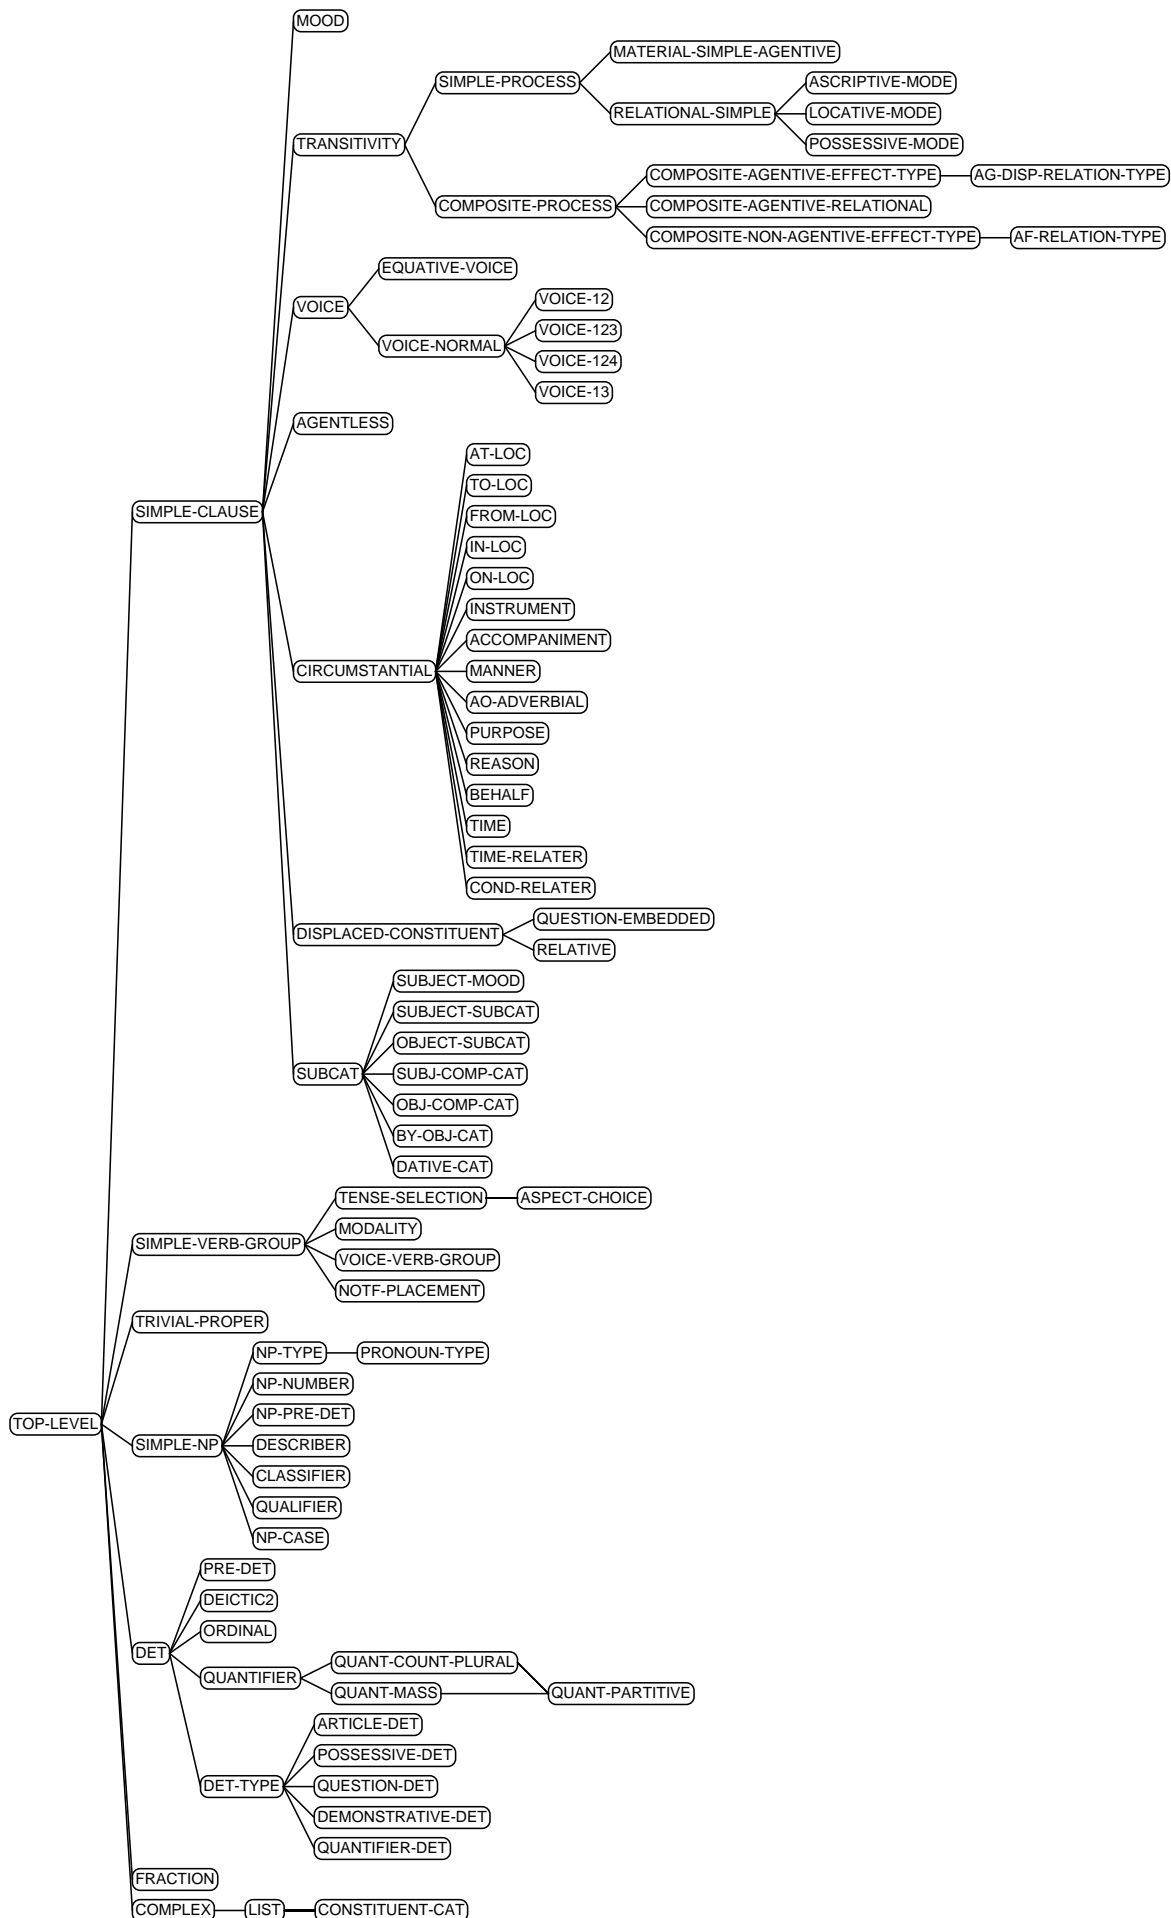 MOOD
MATERIAL-SIMPLE-AGENTIVE
SIMPLE-PROCESS
ASCRIPTIVE-MODE
RELATIONAL-SIMPLE
LOCATIVE-MODE
TRANSITIVITY
POSSESSIVE-MODE
COMPOSITE-AGENTIVE-EFFECT-TYPE
AG-DISP-RELATION-TYPE
COMPOSITE-PROCESS
COMPOSITE-AGENTIVE-RELATIONAL
COMPOSITE-NON-AGENTIVE-EFFECT-TYPE
AF-RELATION-TYPE
EQUATIVE-VOICE
VOICE
VOICE-12
VOICE-123
VOICE-NORMAL
VOICE-124
VOICE-13
AGENTLESS
AT-LOC
TO-LOC
SIMPLE-CLAUSE
FROM-LOC
IN-LOC
ON-LOC
INSTRUMENT
ACCOMPANIMENT
CIRCUMSTANTIAL
MANNER
AO-ADVERBIAL
PURPOSE
REASON
BEHALF
TIME
TIME-RELATER
COND-RELATER
QUESTION-EMBEDDED
DISPLACED-CONSTITUENT
RELATIVE
SUBJECT-MOOD
SUBJECT-SUBCAT
OBJECT-SUBCAT
SUBCAT
SUBJ-COMP-CAT
OBJ-COMP-CAT
BY-OBJ-CAT
DATIVE-CAT
TENSE-SELECTION
ASPECT-CHOICE
MODALITY
SIMPLE-VERB-GROUP
VOICE-VERB-GROUP
NOTF-PLACEMENT
TRIVIAL-PROPER
NP-TYPE
PRONOUN-TYPE
NP-NUMBER
NP-PRE-DET
TOP-LEVEL
SIMPLE-NP
DESCRIBER
CLASSIFIER
QUALIFIER
NP-CASE
PRE-DET
DEICTIC2
ORDINAL
DET
QUANT-COUNT-PLURAL
QUANTIFIER
QUANT-MASS
QUANT-PARTITIVE
ARTICLE-DET
POSSESSIVE-DET
DET-TYPE
QUESTION-DET
DEMONSTRATIVE-DET
QUANTIFIER-DET
FRACTION
COMPLEX
LIST
CONSTITUENT-CAT